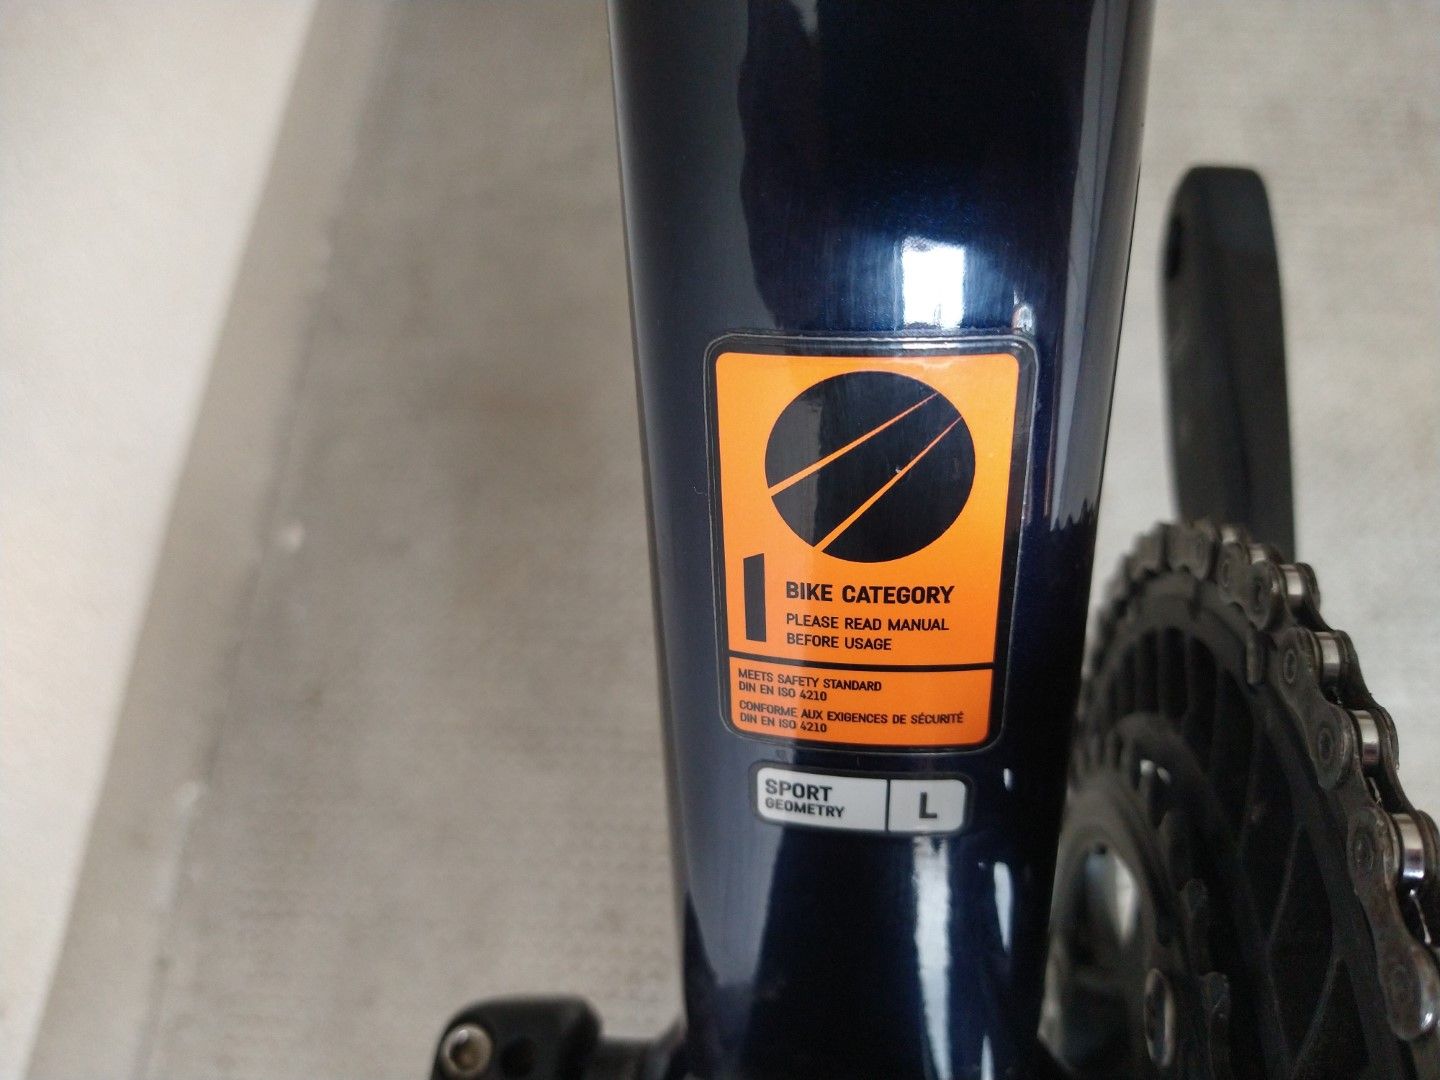 1 BIKE CATEGORY
PLEASE READ MANUAL
BEFORE USAGE
MEETS SAFETY STANDARD
DIN EN ISO 4210
CONFORME AUX EXIGENCES DE SÉCURITÉ
DIN EN ISO 4210
SPORT
GEOMETRY
L